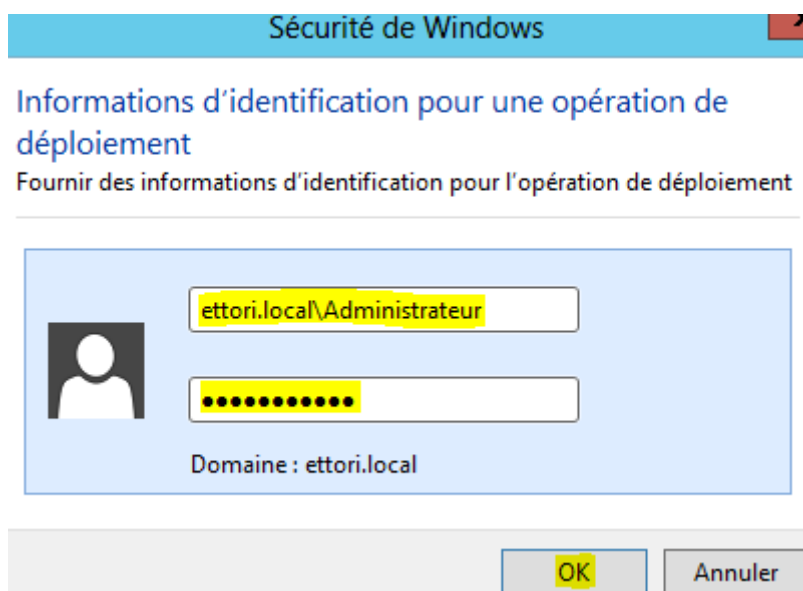 Sécurité de Windows
Informations d’identification pour une opération de
déploiement
Fournir des informations d’identification pour l’opération de déploiement
ettori.local\Administrateur
●●●●●●●●●●●
Domaine : ettori.local
OK
Annuler